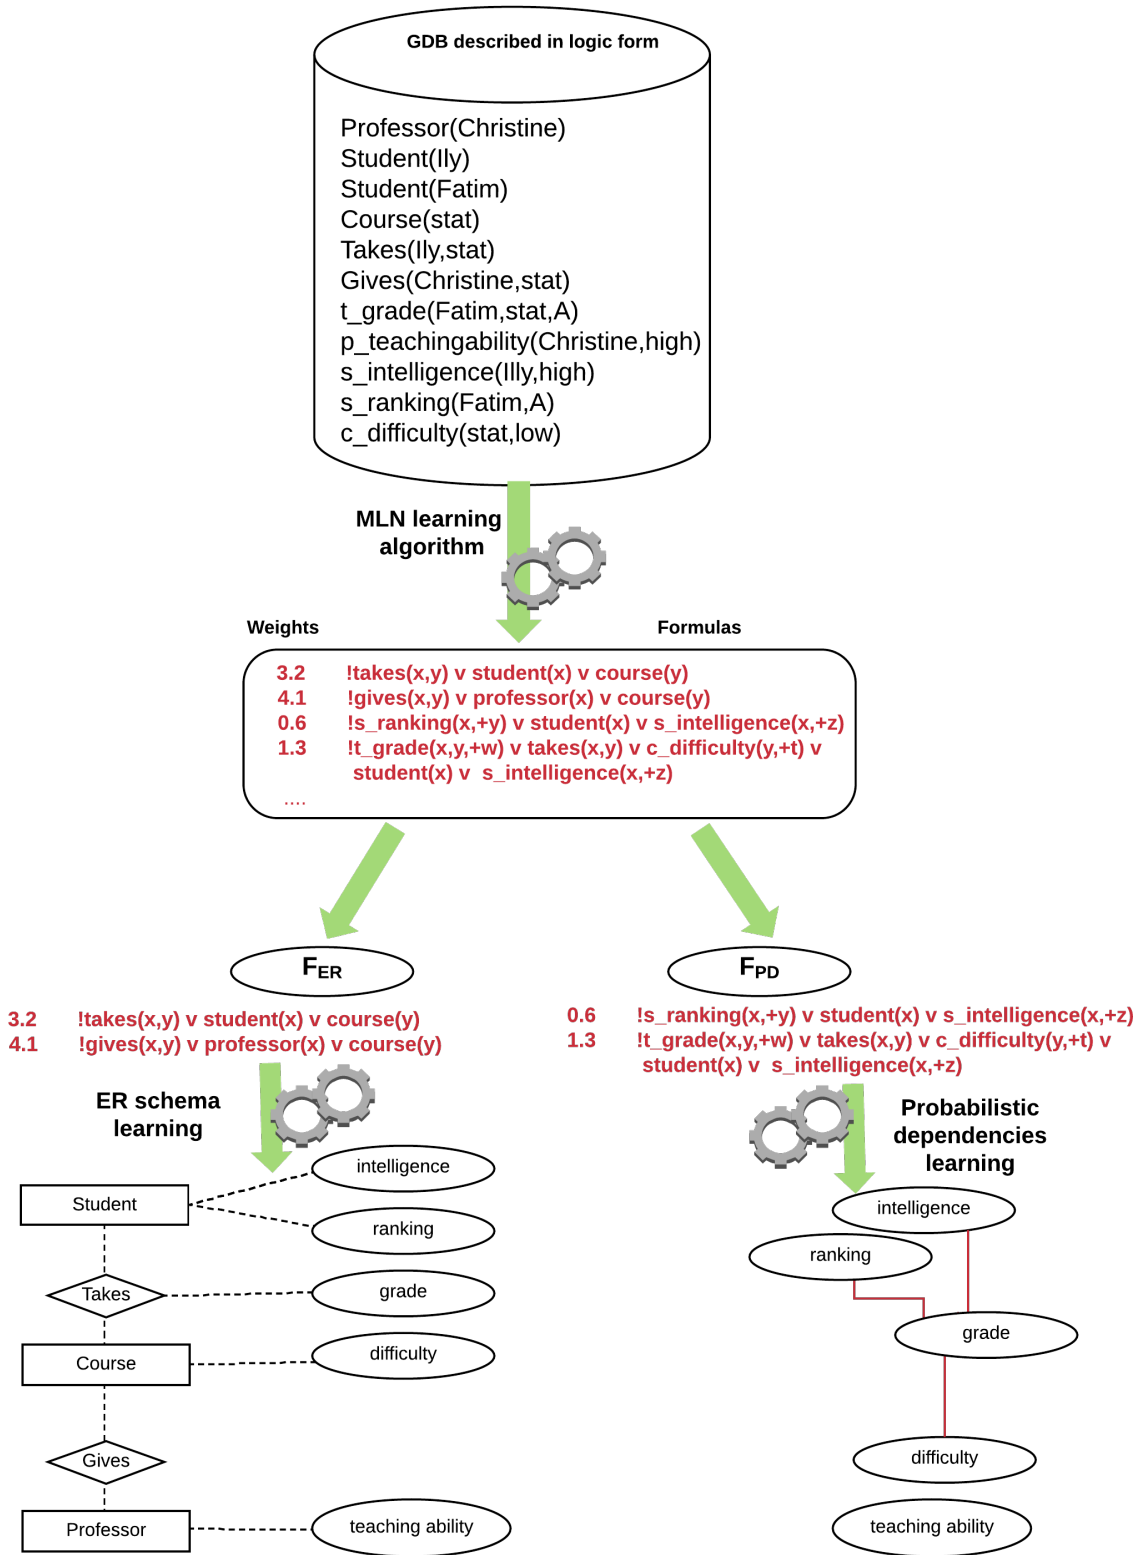 GDB described in logic form
Professor(Christine)
Student(Ily)
Student(Fatim)
Course(stat)
Takes(Ily,stat)
Gives(Christine,stat)
t_grade(Fatim,stat,A)
p_teachingability(Christine,high)
s_intelligence(Illy,high)
s_ranking(Fatim,A)
c_difficulty(stat,low)
MLN learning
algorithm
Weights Formulas
3.2 !takes(x,y) v student(x) v course(y)
4.1 !gives(x,y) v professor(x) v course(y)
0.6 !s_ranking(x,+y) v student(x) v s_intelligence(x,+z)
1.3 !t_grade(x,y,+w) v takes(x,y) v c_difficulty(y,+t) v
student(x) v s_intelligence(x,+z)
....
FER
3.2 !takes(x,y) v student(x) v course(y)
4.1 !gives(x,y) v professor(x) v course(y)
ER schema
learning
Student
Takes
Course
Gives
Professor
intelligence
ranking
grade
difficulty
teaching ability
FPD
0.6 !s_ranking(x,+y) v student(x) v s_intelligence(x,+z)
1.3 !t_grade(x,y,+w) v takes(x,y) v c_difficulty(y,+t) v
student(x) v s_intelligence(x,+z)
Probabilistic
dependencies
learning
intelligence
ranking
grade
difficulty
teaching ability